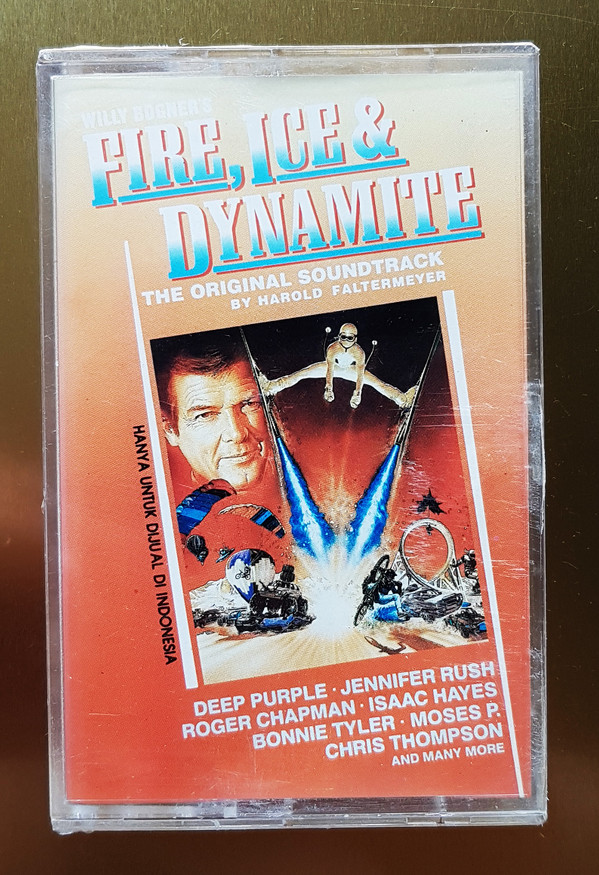 WILLY BOGNER'S
FIRE, ICE &
DYNAMITE
THE ORIGINAL SOUNDTRACK
BY HAROLD FALTERMEYER
HANYA UNTUK DIJUAL DI INDONESIA
DEEP PURPLE · JENNIFER RUSH
ROGER CHAPMAN · ISAAC HAYES
BONNIE TYLER · MOSES P.
CHRIS THOMPSON
AND MANY MORE